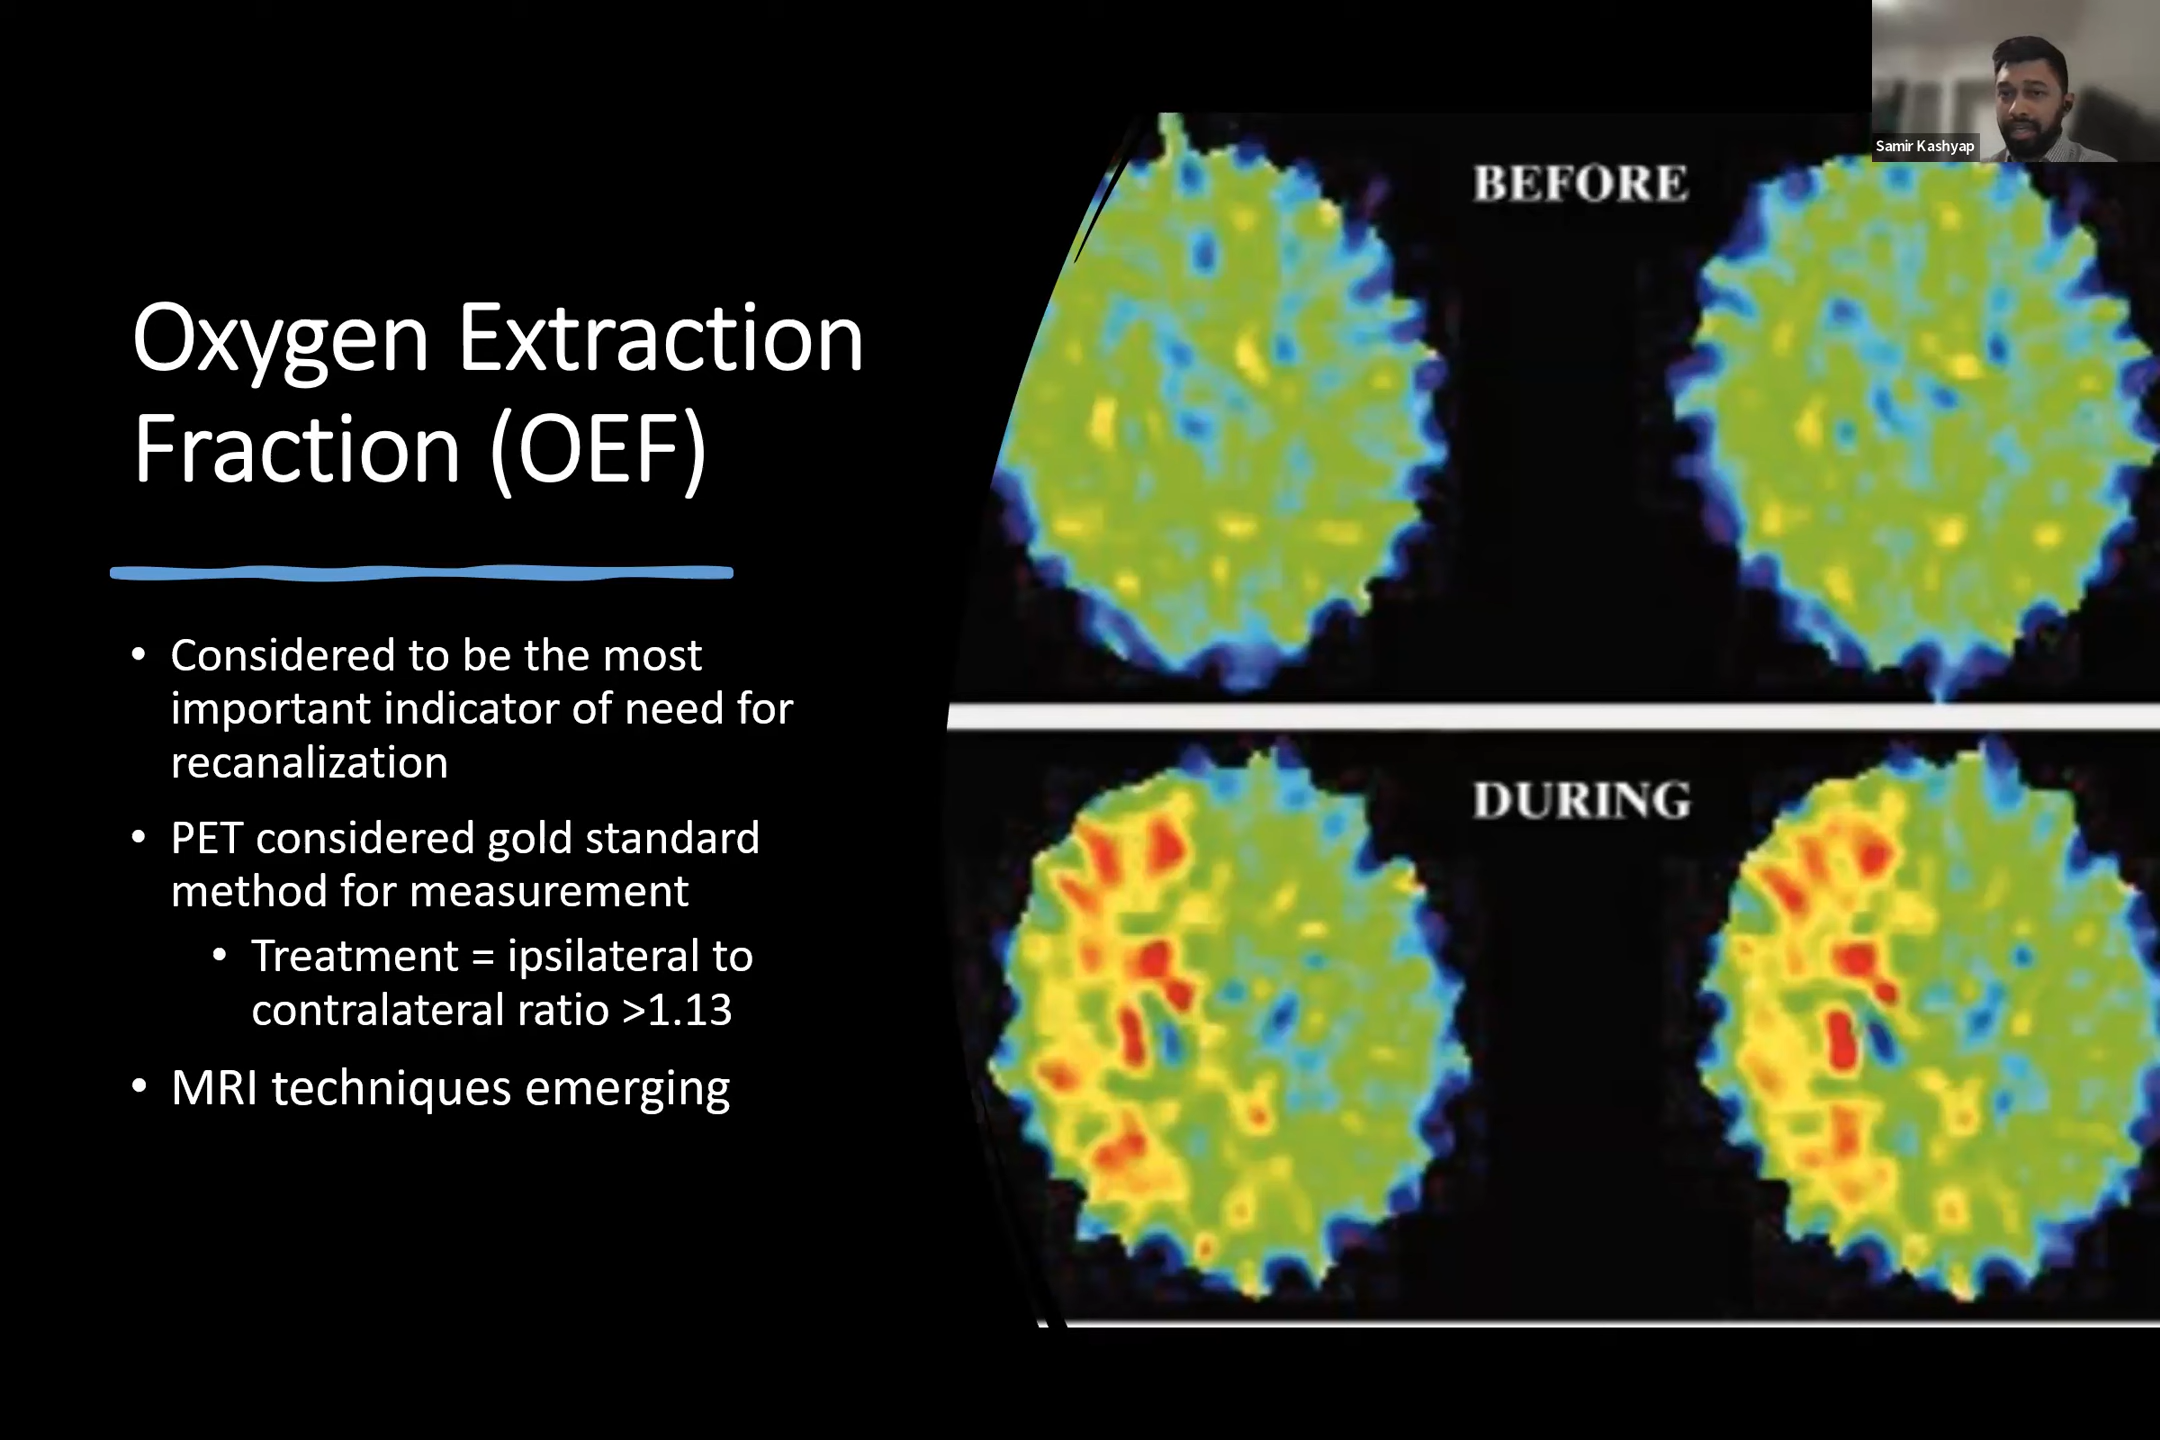 Samir Kashyap
BEFORE
Oxygen Extraction
Fraction (OEF)
• Considered to be the most
important indicator of need for
recanalization
• PET considered gold standard
method for measurement
• Treatment = ipsilateral to
contralateral ratio >1.13
• MRI techniques emerging
DURING